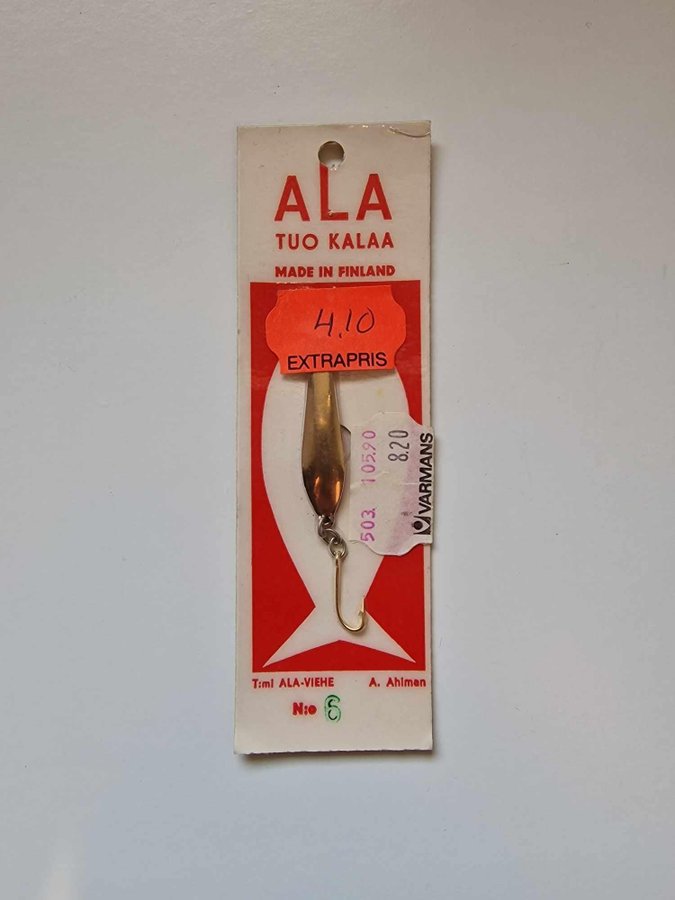 ALA
TUO KALAA
MADE IN FINLAND
4.10
EXTRAPRIS
503 105.90
8.20
VARMANS
T:mi ALA-VIEHE A. Ahlman
N:o 6